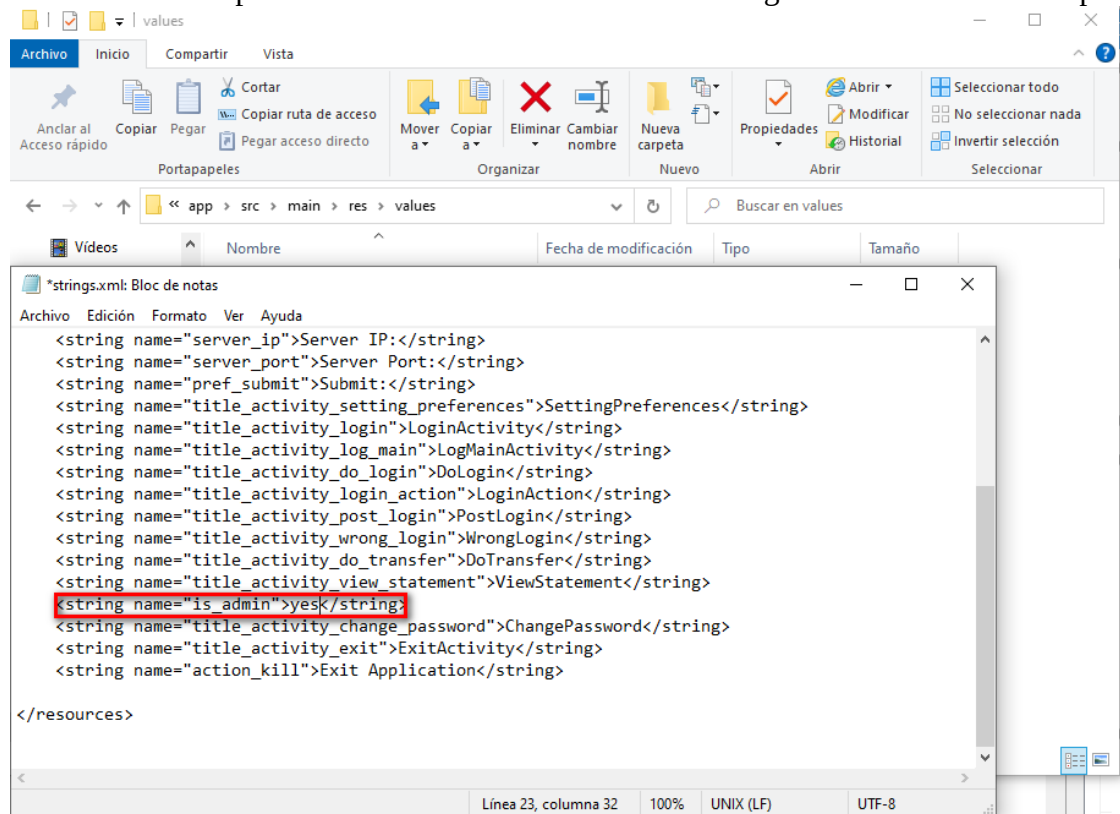 values
Archivo Inicio Compartir Vista
Anclar al Acceso rápido
Copiar
Pegar
Cortar
Copiar ruta de acceso
Pegar acceso directo
Mover a
Copiar a
Eliminar
Cambiar nombre
Nueva carpeta
Propiedades
Abrir
Modificar
Historial
Seleccionar todo
No seleccionar nada
Invertir selección
Portapapeles Organizar Nuevo Abrir Seleccionar
« app › src › main › res › values
Buscar en values
Vídeos Nombre Fecha de modificación Tipo Tamaño
*strings.xml: Bloc de notas
Archivo Edición Formato Ver Ayuda
<string name="server_ip">Server IP:</string>
<string name="server_port">Server Port:</string>
<string name="pref_submit">Submit:</string>
<string name="title_activity_setting_preferences">SettingPreferences</string>
<string name="title_activity_login">LoginActivity</string>
<string name="title_activity_log_main">LogMainActivity</string>
<string name="title_activity_do_login">DoLogin</string>
<string name="title_activity_login_action">LoginAction</string>
<string name="title_activity_post_login">PostLogin</string>
<string name="title_activity_wrong_login">WrongLogin</string>
<string name="title_activity_do_transfer">DoTransfer</string>
<string name="title_activity_view_statement">ViewStatement</string>
<string name="is_admin">yes</string>
<string name="title_activity_change_password">ChangePassword</string>
<string name="title_activity_exit">ExitActivity</string>
<string name="action_kill">Exit Application</string>
</resources>
Línea 23, columna 32 100% UNIX (LF) UTF-8